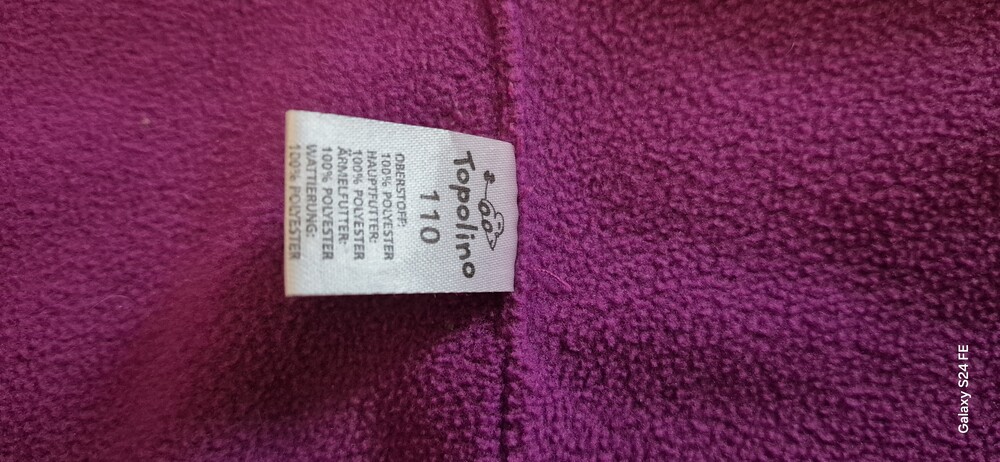 Topolino
110
OBERSTOFF:
100% POLYESTER
HAUPTFUTTER:
100% POLYESTER
ÄRMELFUTTER:
100% POLYESTER
WATTIERUNG:
100% POLYESTER
Galaxy S24 FE